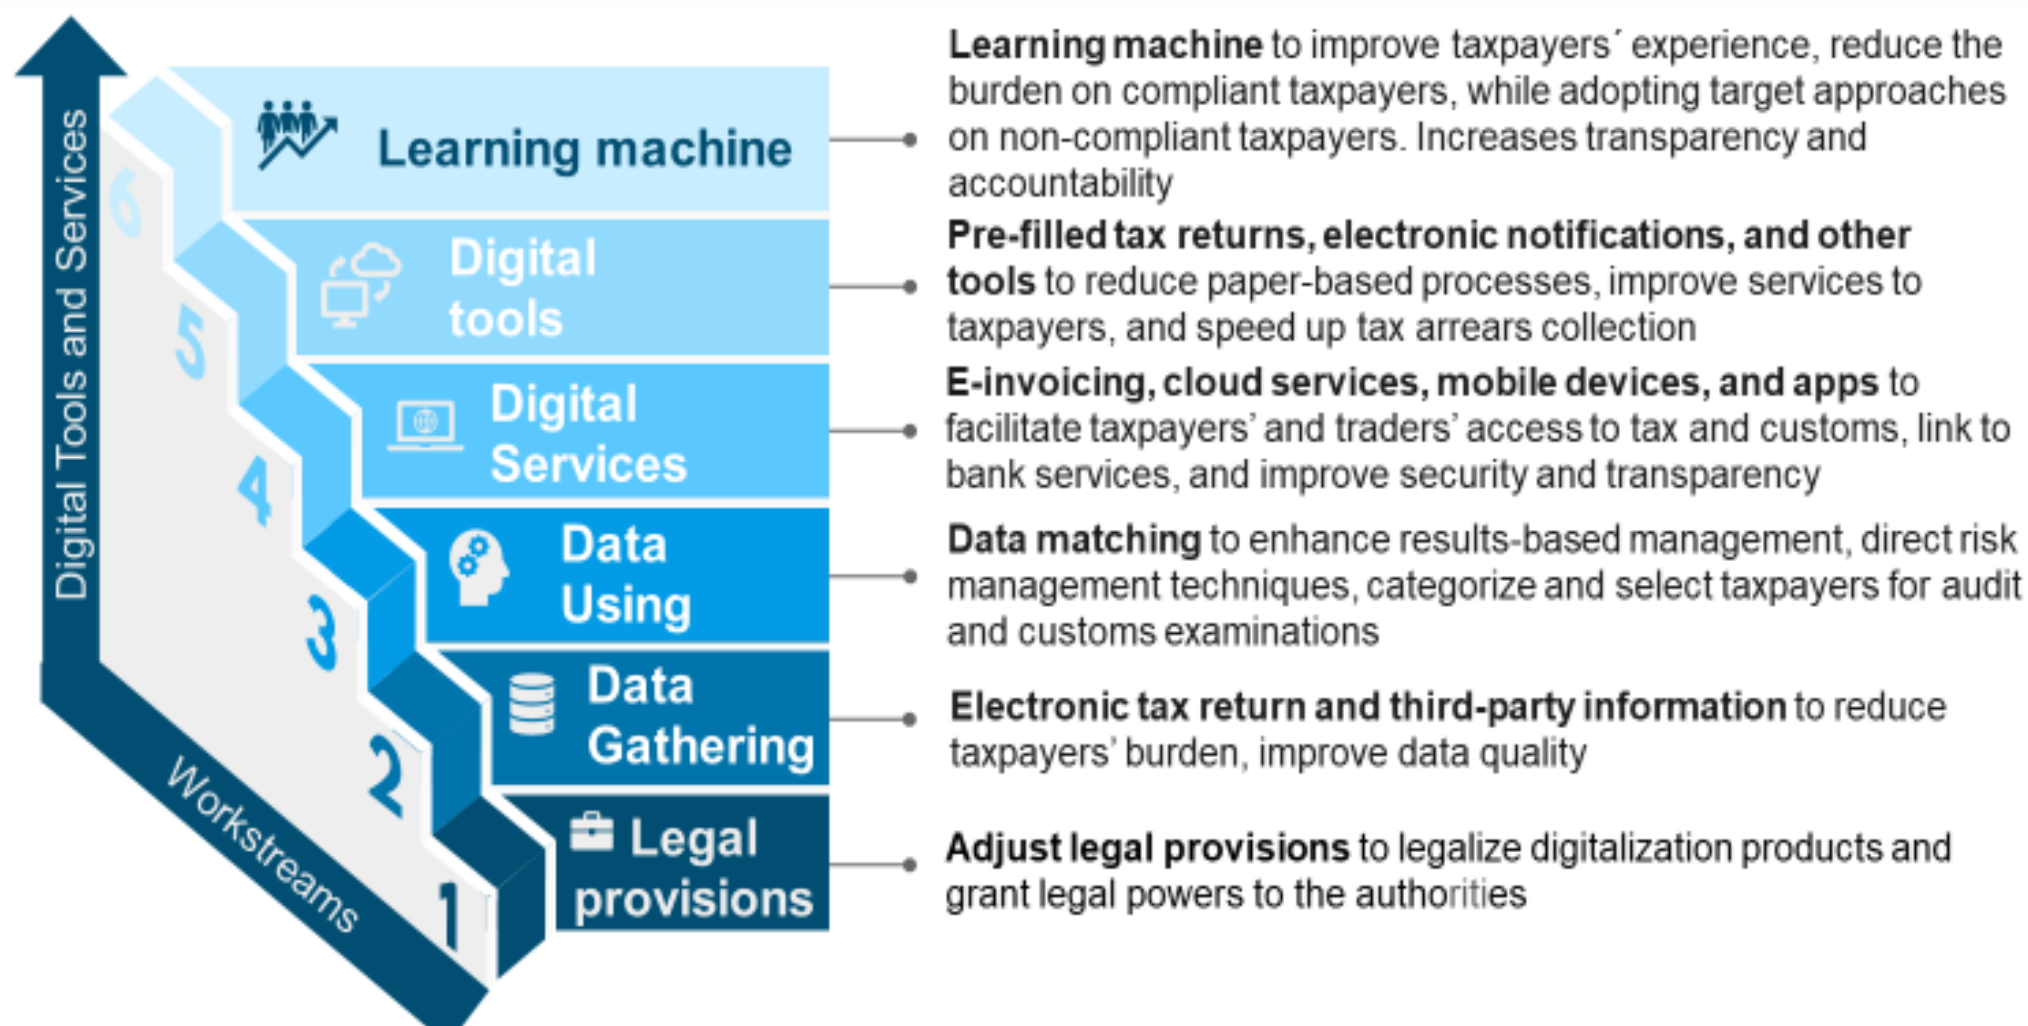 Digital Tools and Services
Workstreams
6
Learning machine
Learning machine to improve taxpayers´ experience, reduce the
burden on compliant taxpayers, while adopting target approaches
on non-compliant taxpayers. Increases transparency and
accountability
5
Digital
tools
Pre-filled tax returns, electronic notifications, and other
tools to reduce paper-based processes, improve services to
taxpayers, and speed up tax arrears collection
4
Digital
Services
E-invoicing, cloud services, mobile devices, and apps to
facilitate taxpayers’ and traders’ access to tax and customs, link to
bank services, and improve security and transparency
3
Data
Using
Data matching to enhance results-based management, direct risk
management techniques, categorize and select taxpayers for audit
and customs examinations
2
Data
Gathering
Electronic tax return and third-party information to reduce
taxpayers’ burden, improve data quality
1
Legal
provisions
Adjust legal provisions to legalize digitalization products and
grant legal powers to the authorities